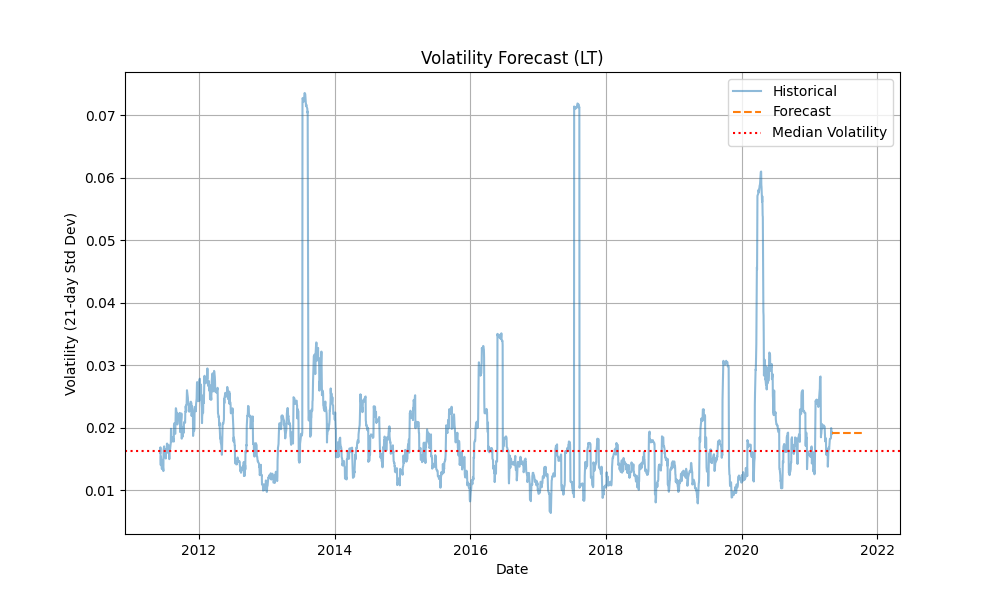 Volatility Forecast (LT)
Historical
Forecast
Median Volatility
Volatility (21-day Std Dev)
0.07
0.06
0.05
0.04
0.03
0.02
0.01
2012
2014
2016
2018
2020
2022
Date